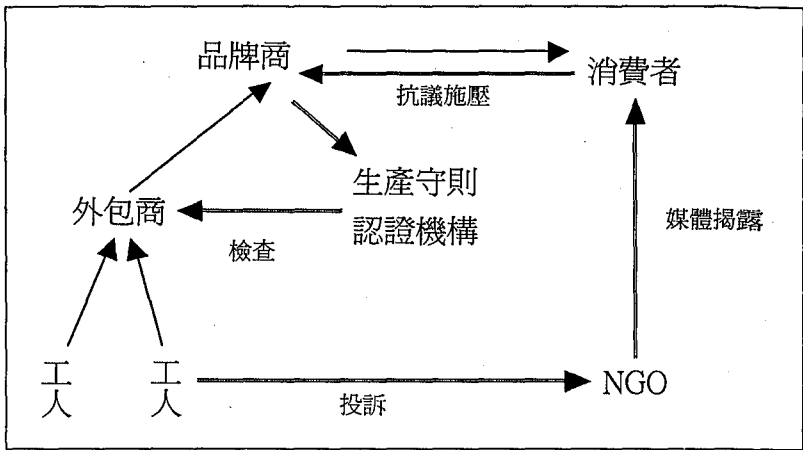 品牌商
消費者
抗議施壓
生產守則
認證機構
外包商
檢查
媒體揭露
工人
工人
投訴
NGO